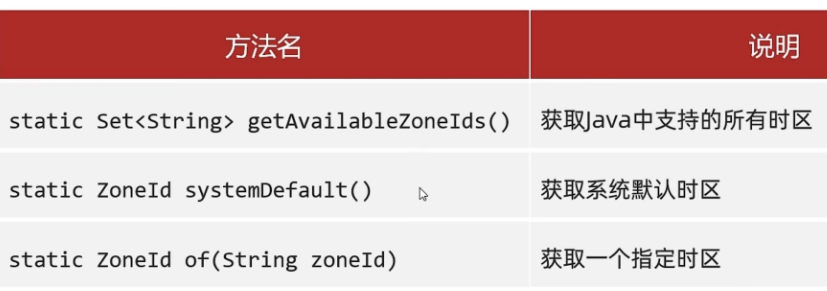 方法名 说明
static Set<String> getAvailableZoneIds() 获取Java中支持的所有时区
static ZoneId systemDefault() 获取系统默认时区
static ZoneId of(String zoneId) 获取一个指定时区